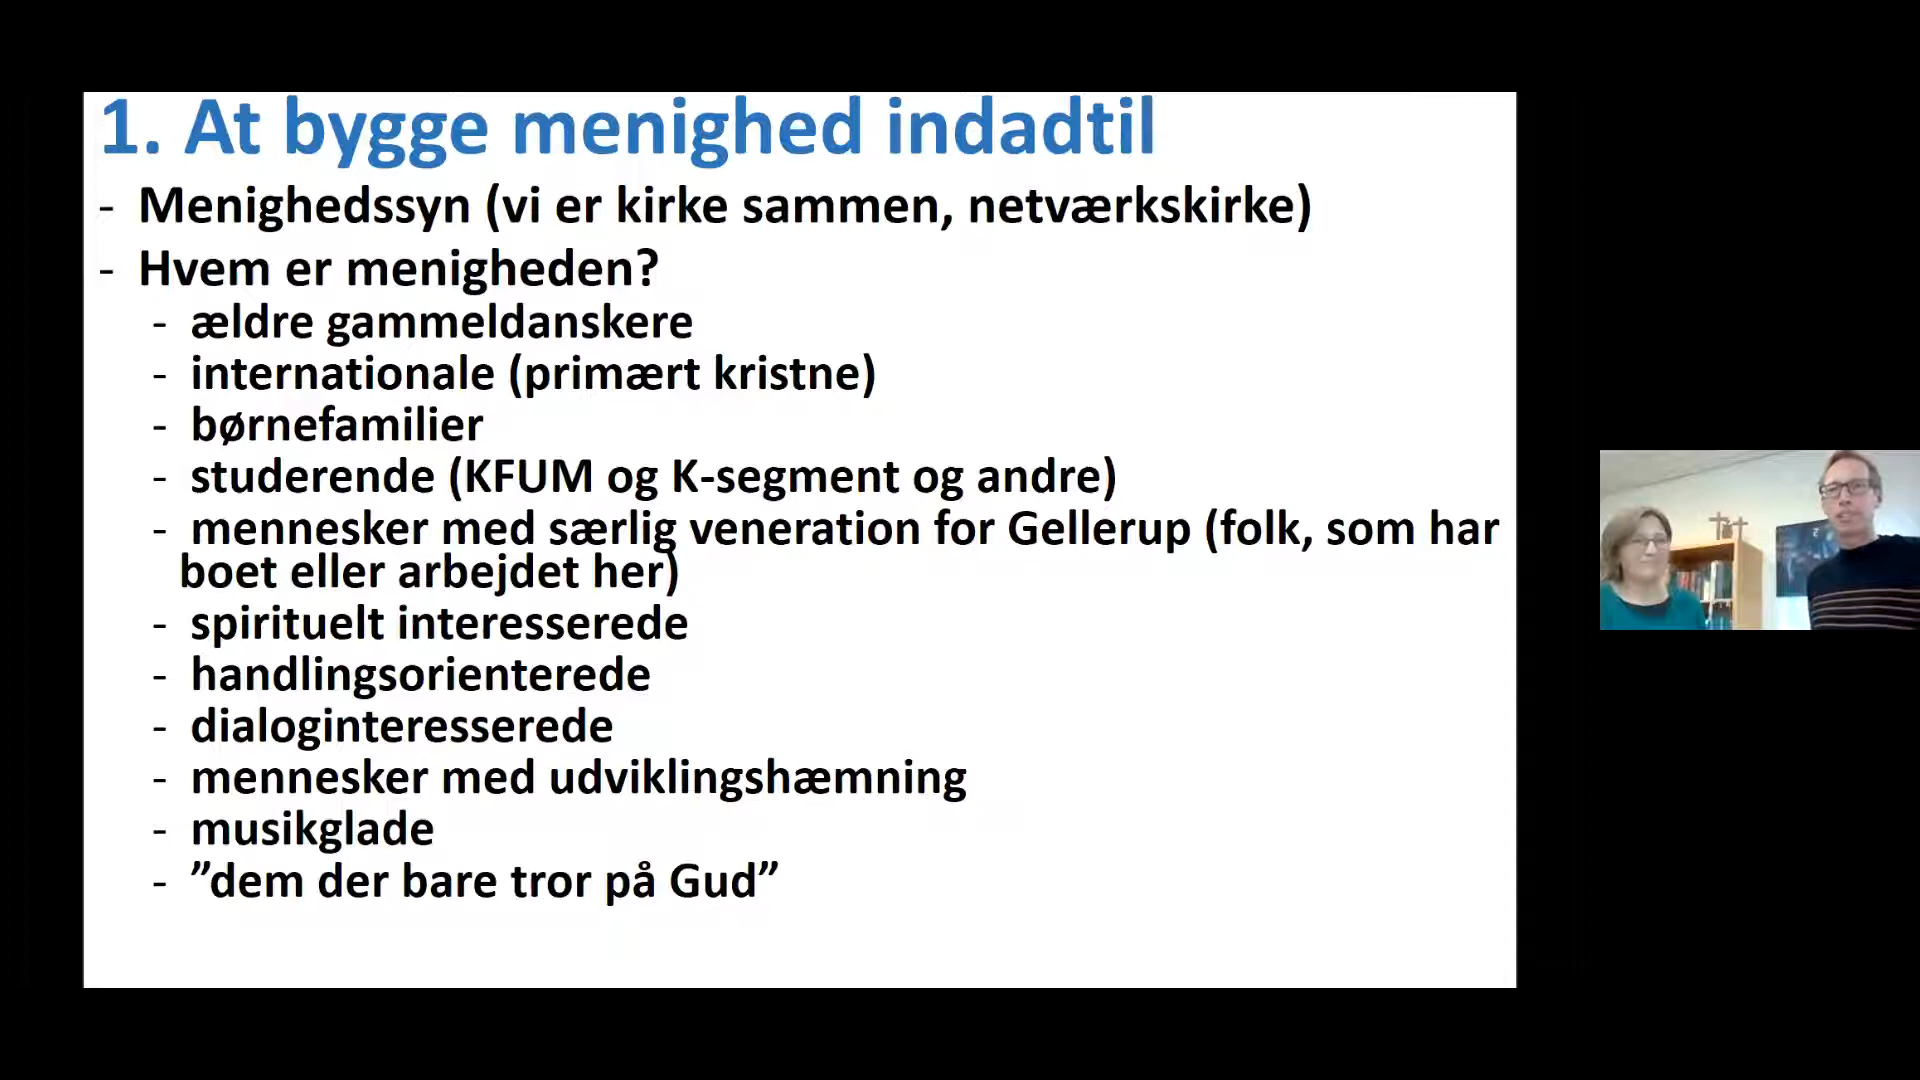 1. At bygge menighed indadtil
- Menighedssyn (vi er kirke sammen, netværkskirke)
- Hvem er menigheden?
- ældre gammeldanskere
- internationale (primært kristne)
- børnefamilier
- studerende (KFUM og K-segment og andre)
- mennesker med særlig veneration for Gellerup (folk, som har
boet eller arbejdet her)
- spirituelt interesserede
- handlingsorienterede
- dialoginteresserede
- mennesker med udviklingshæmning
- musikglade
- ”dem der bare tror på Gud”